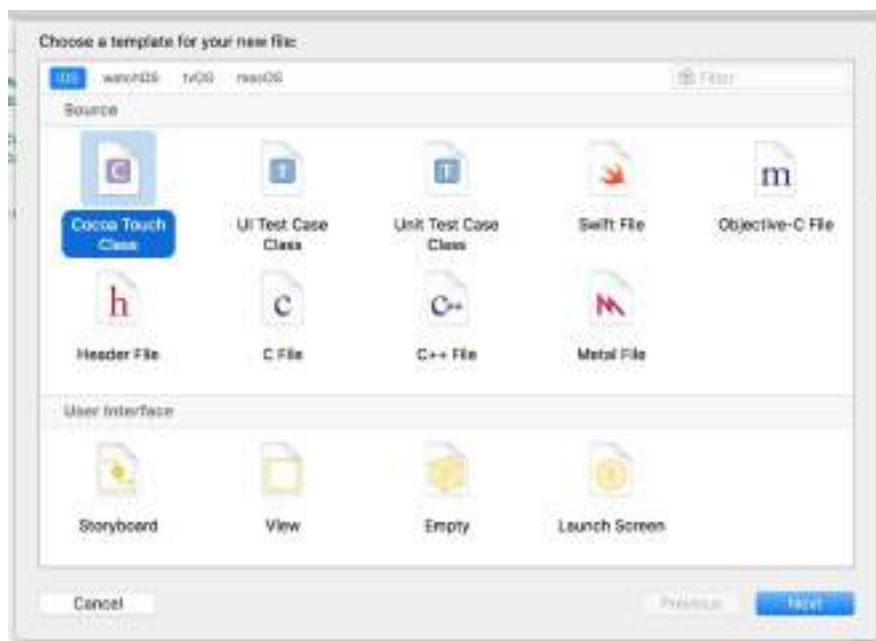 Choose a template for your new file:
iOS watchOS tvOS macOS Filter
Source
C T T m
Cocoa Touch Class
UI Test Case Class
Unit Test Case Class
Swift File
Objective-C File
h C C++
Header File
C File
C++ File
Metal File
User Interface
Storyboard
View
Empty
Launch Screen
Cancel Previous Next